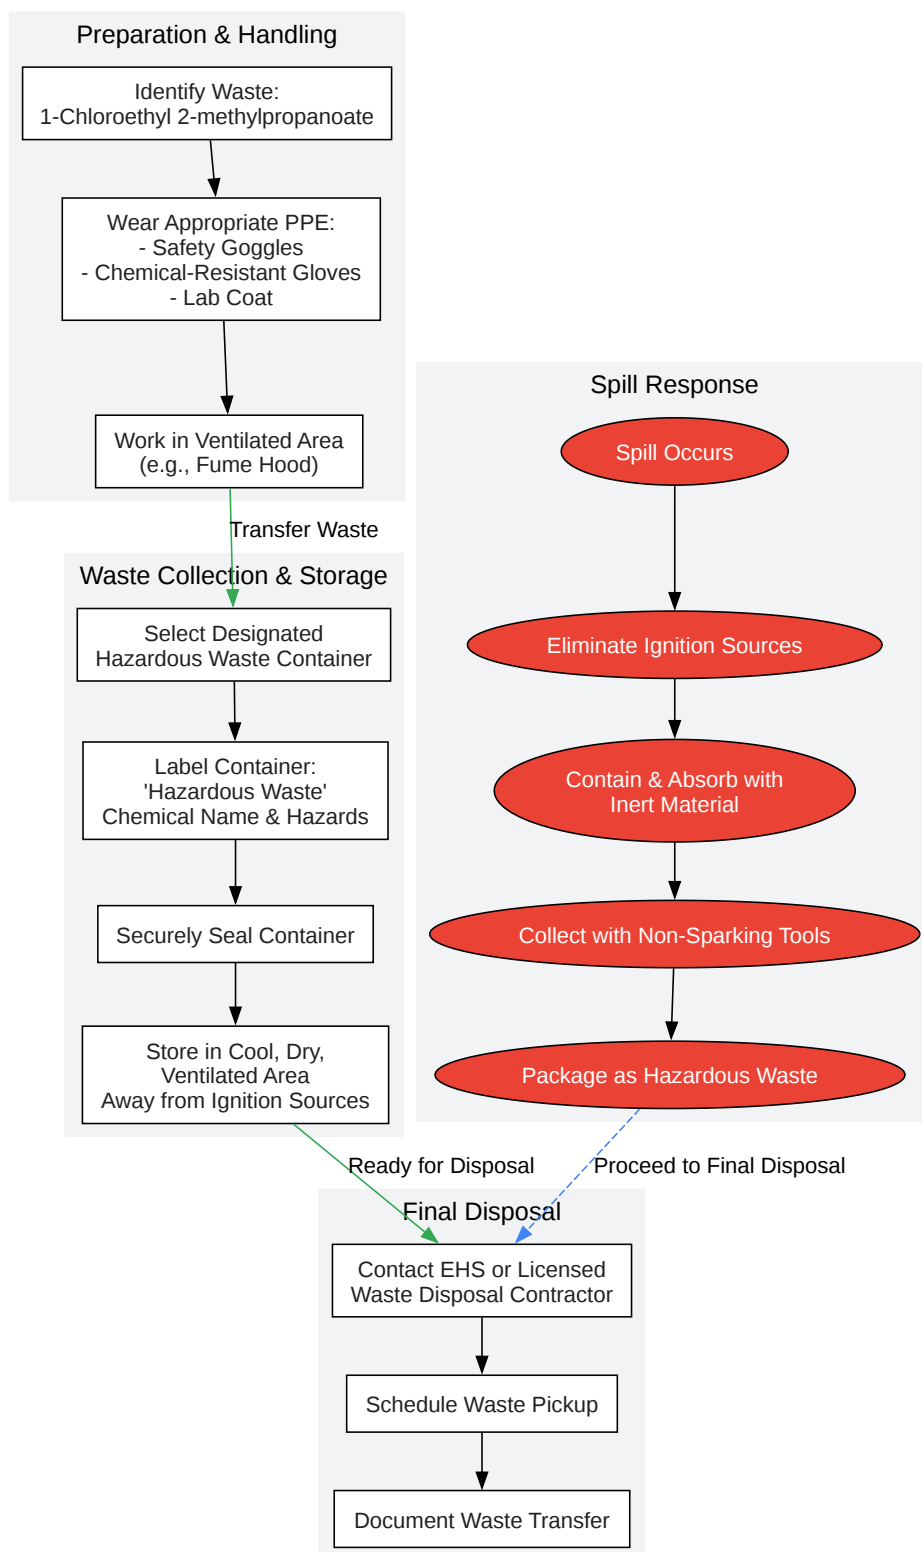 Preparation & Handling
Identify Waste:
1-Chloroethyl 2-methylpropanoate
Wear Appropriate PPE:
- Safety Goggles
- Chemical-Resistant Gloves
- Lab Coat
Work in Ventilated Area
(e.g., Fume Hood)
Transfer Waste
Waste Collection & Storage
Select Designated
Hazardous Waste Container
Label Container:
'Hazardous Waste'
Chemical Name & Hazards
Securely Seal Container
Store in Cool, Dry,
Ventilated Area
Away from Ignition Sources
Ready for Disposal
Spill Response
Spill Occurs
Eliminate Ignition Sources
Contain & Absorb with
Inert Material
Collect with Non-Sparking Tools
Package as Hazardous Waste
Proceed to Final Disposal
Final Disposal
Contact EHS or Licensed
Waste Disposal Contractor
Schedule Waste Pickup
Document Waste Transfer